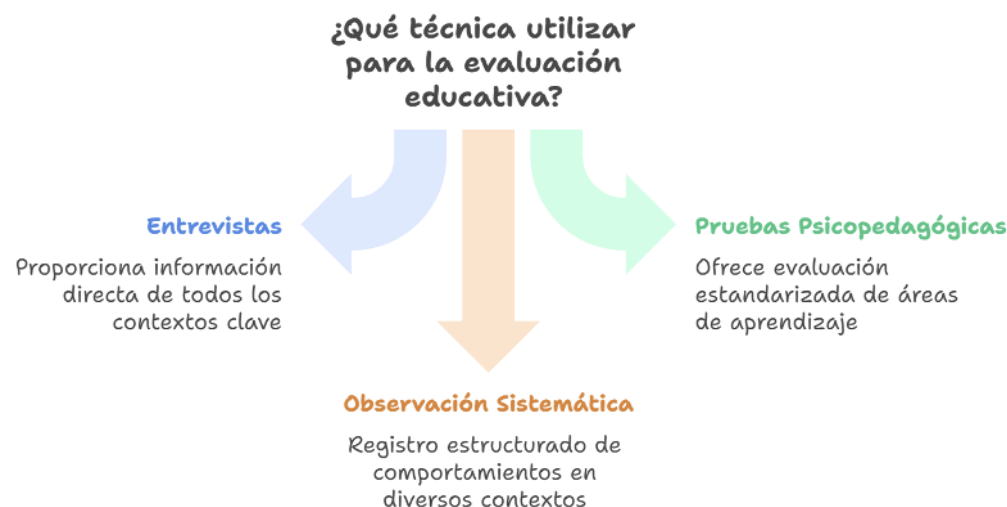 ¿Qué técnica utilizar
para la evaluación
educativa?
Entrevistas
Proporciona información
directa de todos los
contextos clave
Pruebas Psicopedagógicas
Ofrece evaluación
estandarizada de áreas
de aprendizaje
Observación Sistemática
Registro estructurado de
comportamientos en
diversos contextos